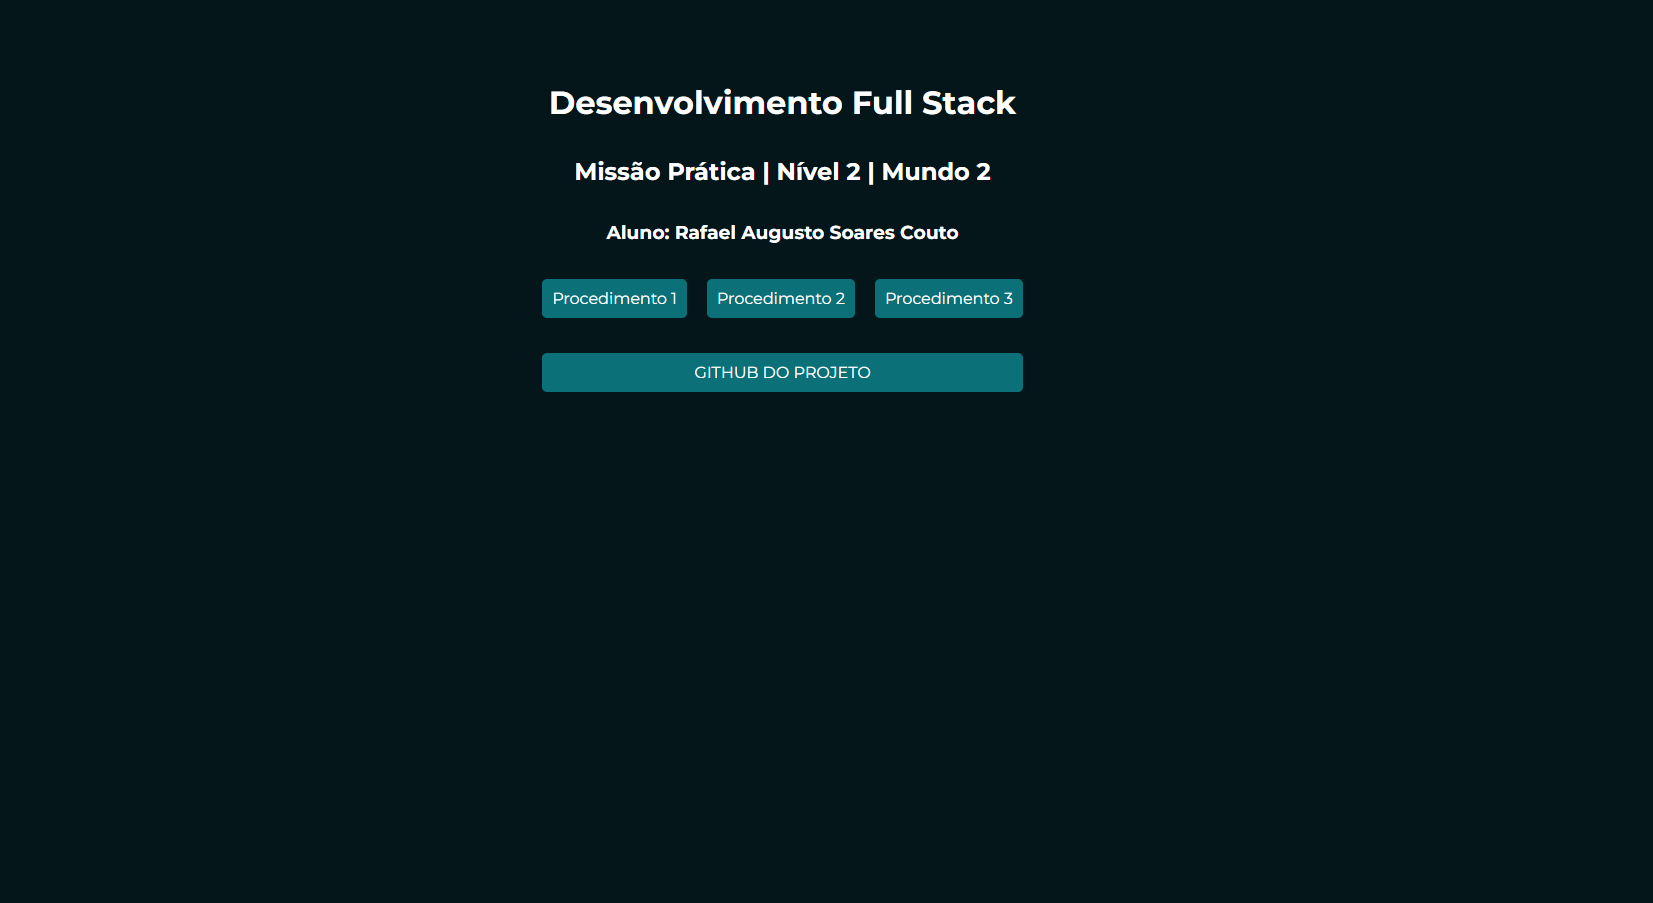 Desenvolvimento Full Stack
Missão Prática | Nível 2 | Mundo 2
Aluno: Rafael Augusto Soares Couto
Procedimento 1 Procedimento 2 Procedimento 3
GITHUB DO PROJETO